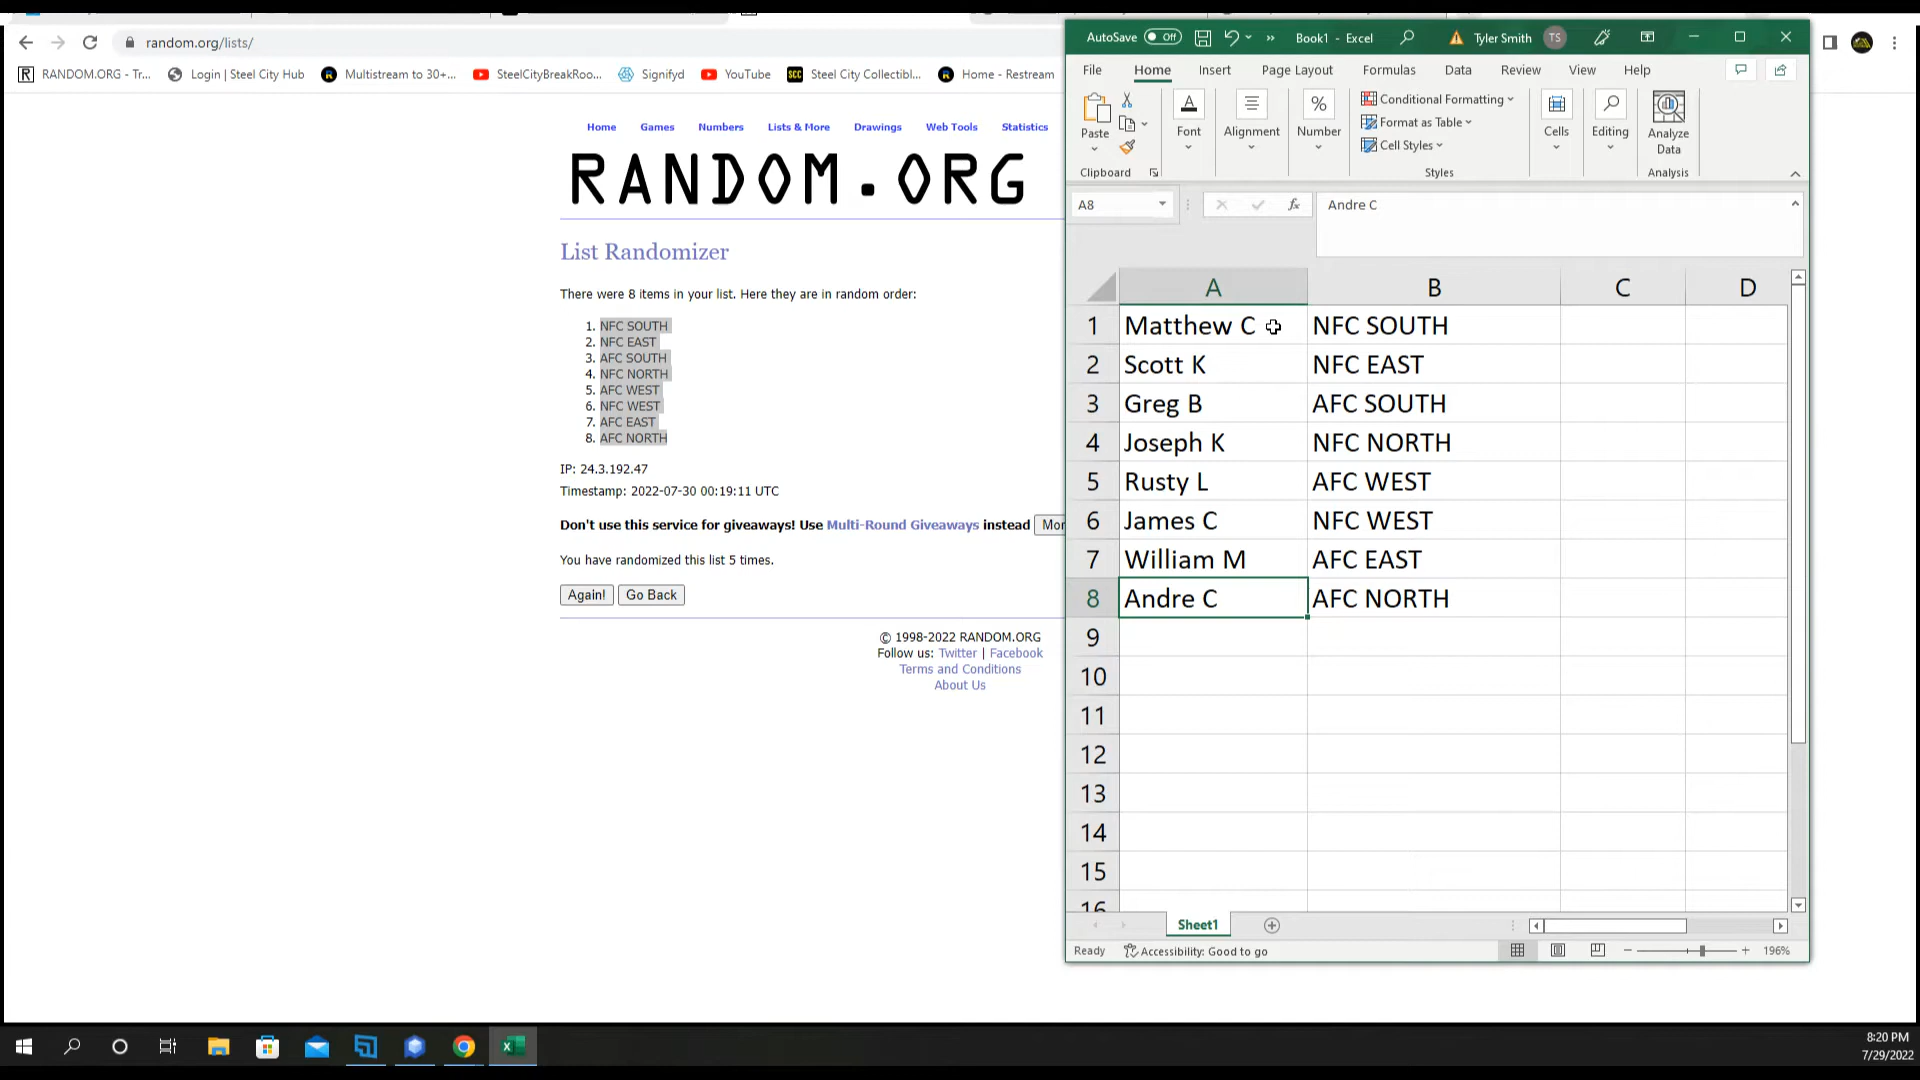 random.org/lists/
RANDOM.ORG - Tr...
Login | Steel City Hub
Multistream to 30+...
SteelCityBreakRoo...
Signifyd
YouTube
Steel City Collectibl...
Home - Restream
Home Games Numbers Lists & More Drawings Web Tools Statistics
RANDOM.ORG
List Randomizer
There were 8 items in your list. Here they are in random order:
1. NFC SOUTH
2. NFC EAST
3. AFC SOUTH
4. NFC NORTH
5. AFC WEST
6. NFC WEST
7. AFC EAST
8. AFC NORTH
IP: 24.3.192.47
Timestamp: 2022-07-30 00:19:11 UTC
Don't use this service for giveaways! Use Multi-Round Giveaways instead Mor
You have randomized this list 5 times.
Again! Go Back
© 1998-2022 RANDOM.ORG
Follow us: Twitter | Facebook
Terms and Conditions
About Us
AutoSave Off Book1 - Excel Tyler Smith TS
File Home Insert Page Layout Formulas Data Review View Help
Paste
Clipboard
Font
Alignment
Number
Conditional Formatting
Format as Table
Cell Styles
Styles
Cells
Editing
Analyze
Data
Analysis
A8 fx Andre C
A B C D
1 Matthew C NFC SOUTH
2 Scott K NFC EAST
3 Greg B AFC SOUTH
4 Joseph K NFC NORTH
5 Rusty L AFC WEST
6 James C NFC WEST
7 William M AFC EAST
8 Andre C AFC NORTH
9
10
11
12
13
14
15
16
Sheet1
Ready Accessibility: Good to go 196%
8:20 PM
7/29/2022